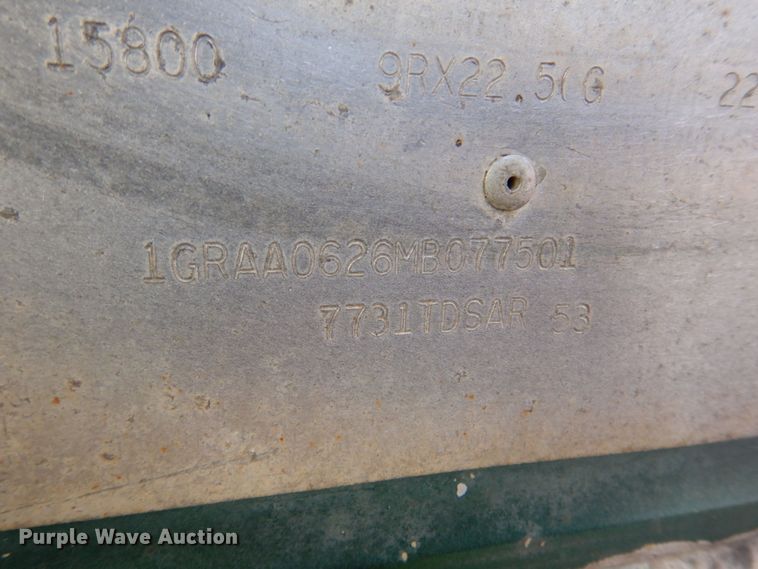 15800 9RX22.5(G 22
1GRAA0626MB077501
7731TDSAR 53
Purple Wave Auction®